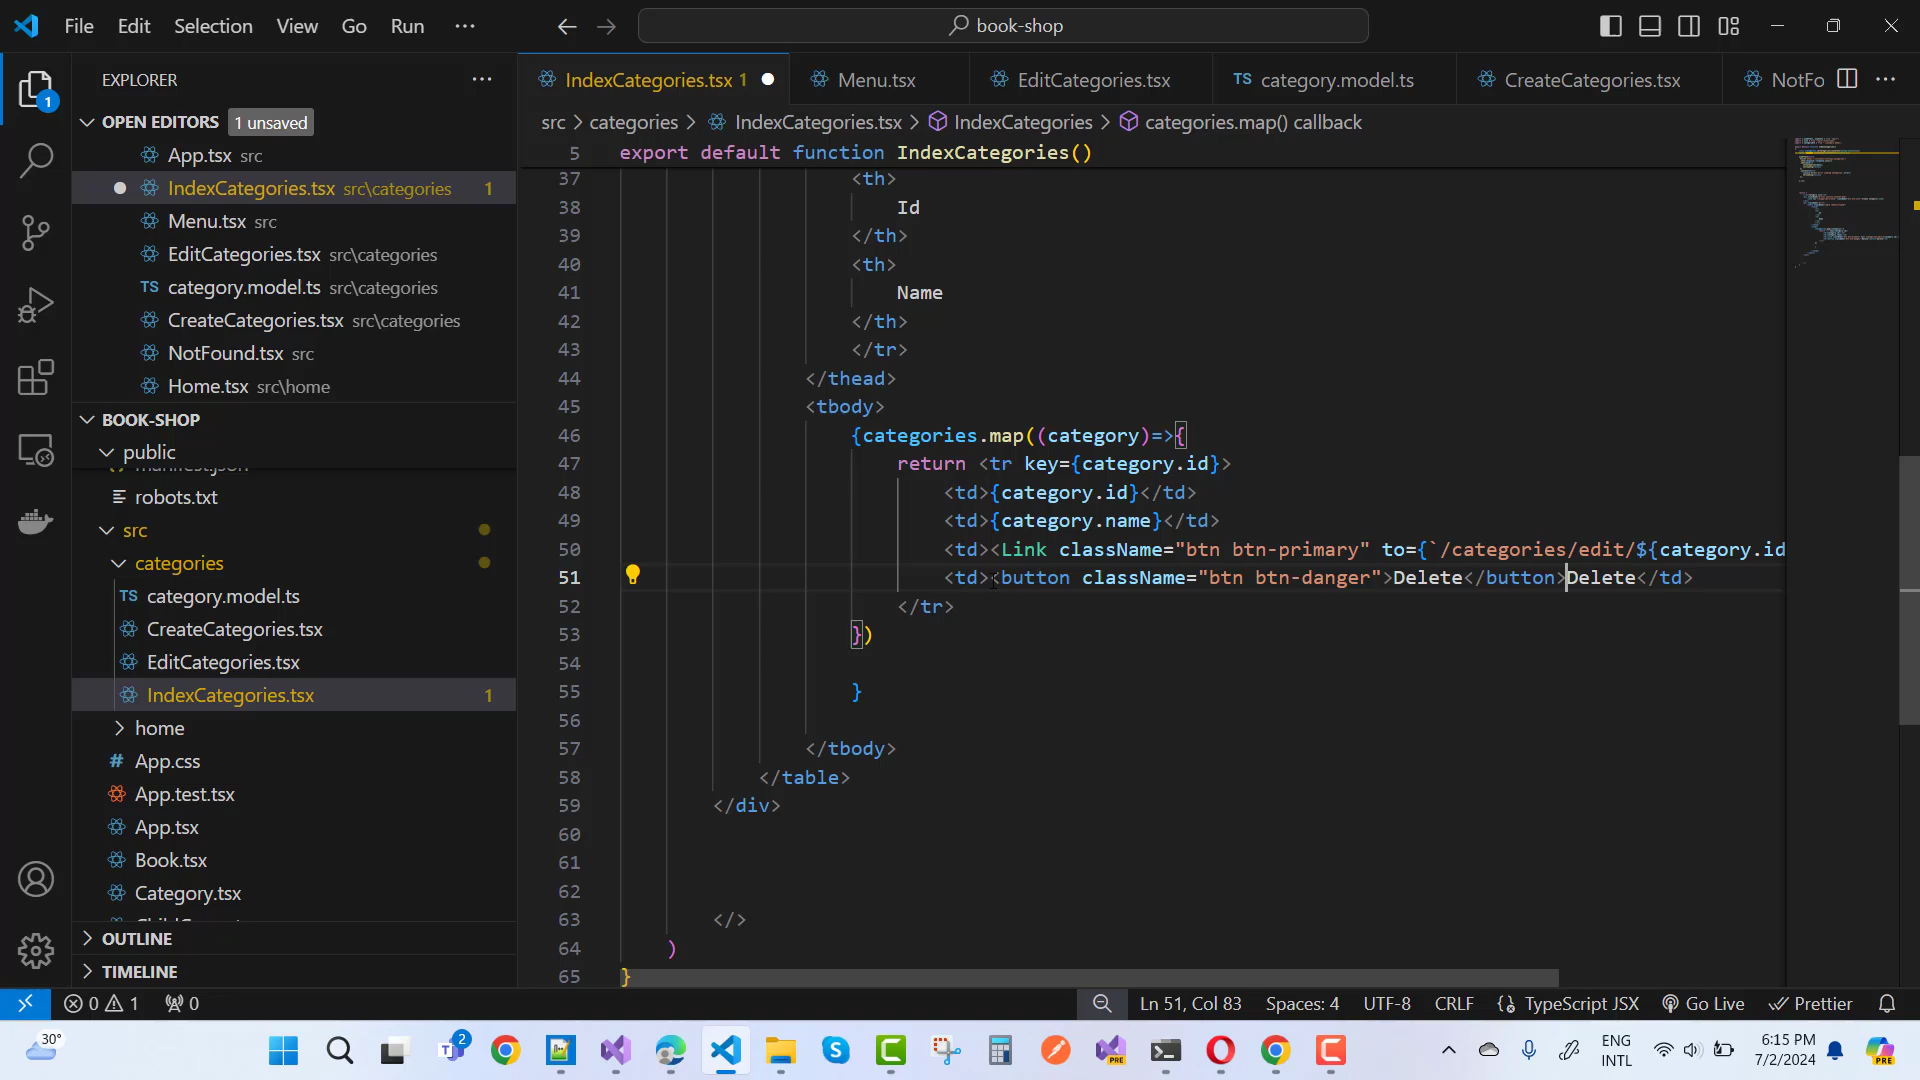 File Edit Selection View Go Run ···
book-shop
EXPLORER
OPEN EDITORS 1 unsaved
App.tsx src
IndexCategories.tsx src\categories 1
Menu.tsx src
EditCategories.tsx src\categories
TS category.model.ts src\categories
CreateCategories.tsx src\categories
NotFound.tsx src
Home.tsx src\home
BOOK-SHOP
public
manifest.json
robots.txt
src
categories
TS category.model.ts
CreateCategories.tsx
EditCategories.tsx
IndexCategories.tsx 1
home
# App.css
App.test.tsx
App.tsx
Book.tsx
Category.tsx
OUTLINE
TIMELINE
IndexCategories.tsx 1 Menu.tsx EditCategories.tsx TS category.model.ts CreateCategories.tsx NotFo
src > categories > IndexCategories.tsx > IndexCategories > categories.map() callback
5 export default function IndexCategories()
37 <th>
38 Id
39 </th>
40 <th>
41 Name
42 </th>
43 </tr>
44 </thead>
45 <tbody>
46 {categories.map((category)=>{
47 return <tr key={category.id}>
48 <td>{category.id}</td>
49 <td>{category.name}</td>
50 <td><Link className="btn btn-primary" to={`/categories/edit/${category.id
51 <td><button className="btn btn-danger">Delete</button>Delete</td>
52 </tr>
53 })
54
55 }
56
57 </tbody>
58 </table>
59 </div>
60
61
62
63 </>
64 )
65 }
0 1 0
Ln 51, Col 83 Spaces: 4 UTF-8 CRLF {} TypeScript JSX Go Live Prettier
30°
2
PRE
ENG
INTL
6:15 PM
7/2/2024
PRE